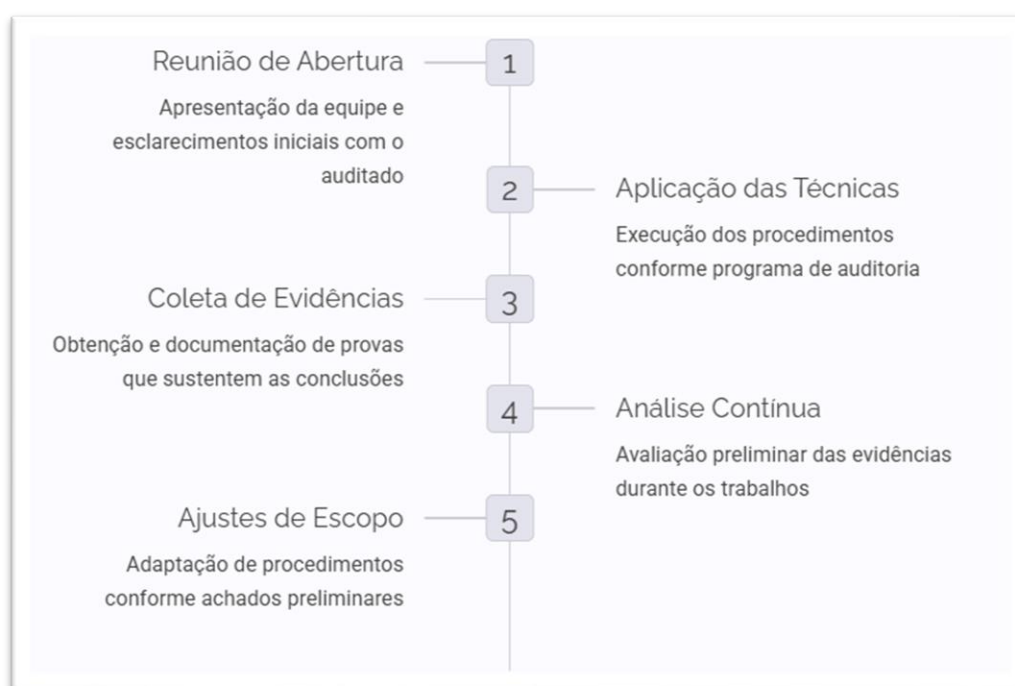 Reunião de Abertura
1
Apresentação da equipe e
esclarecimentos iniciais com o
auditado
2
Aplicação das Técnicas
Execução dos procedimentos
conforme programa de auditoria
Coleta de Evidências
3
Obtenção e documentação de provas
que sustentem as conclusões
4
Análise Contínua
Avaliação preliminar das evidências
durante os trabalhos
Ajustes de Escopo
5
Adaptação de procedimentos
conforme achados preliminares